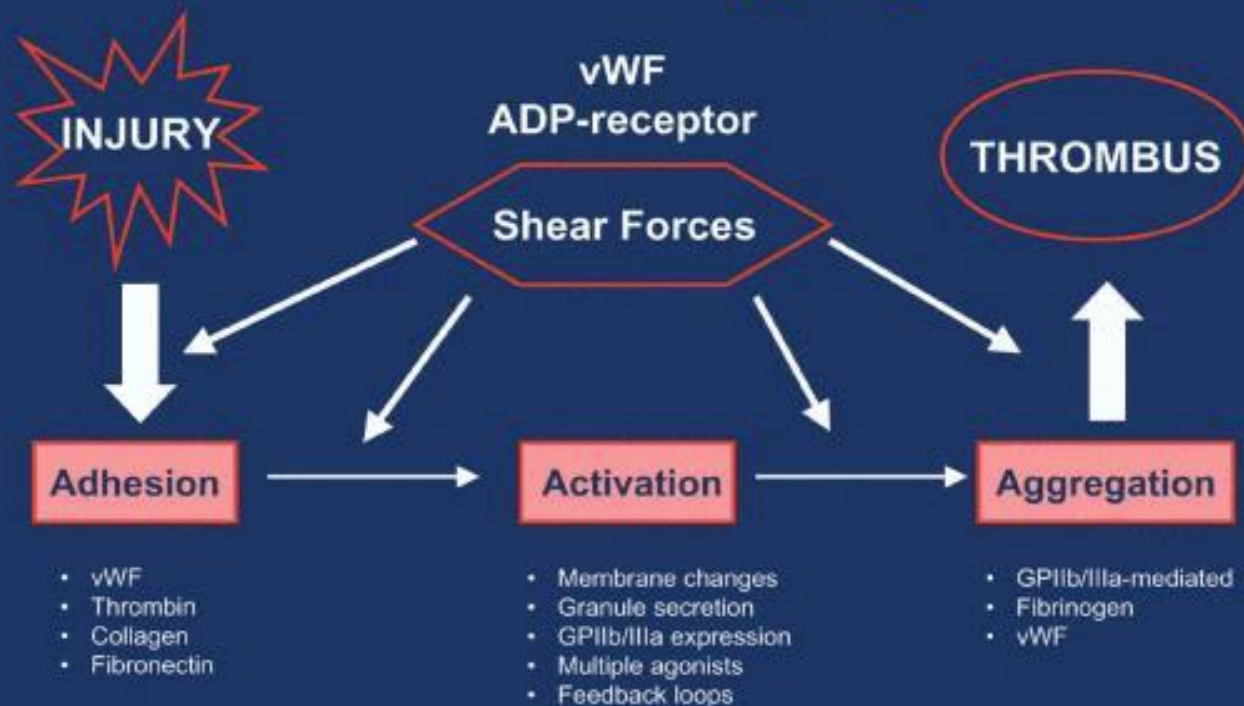 INJURY
vWF
ADP-receptor
Shear Forces
THROMBUS
Adhesion
Activation
Aggregation
• vWF
• Thrombin
• Collagen
• Fibronectin
• Membrane changes
• Granule secretion
• GPIIb/IIIa expression
• Multiple agonists
• Feedback loops
• GPIIb/IIIa-mediated
• Fibrinogen
• vWF